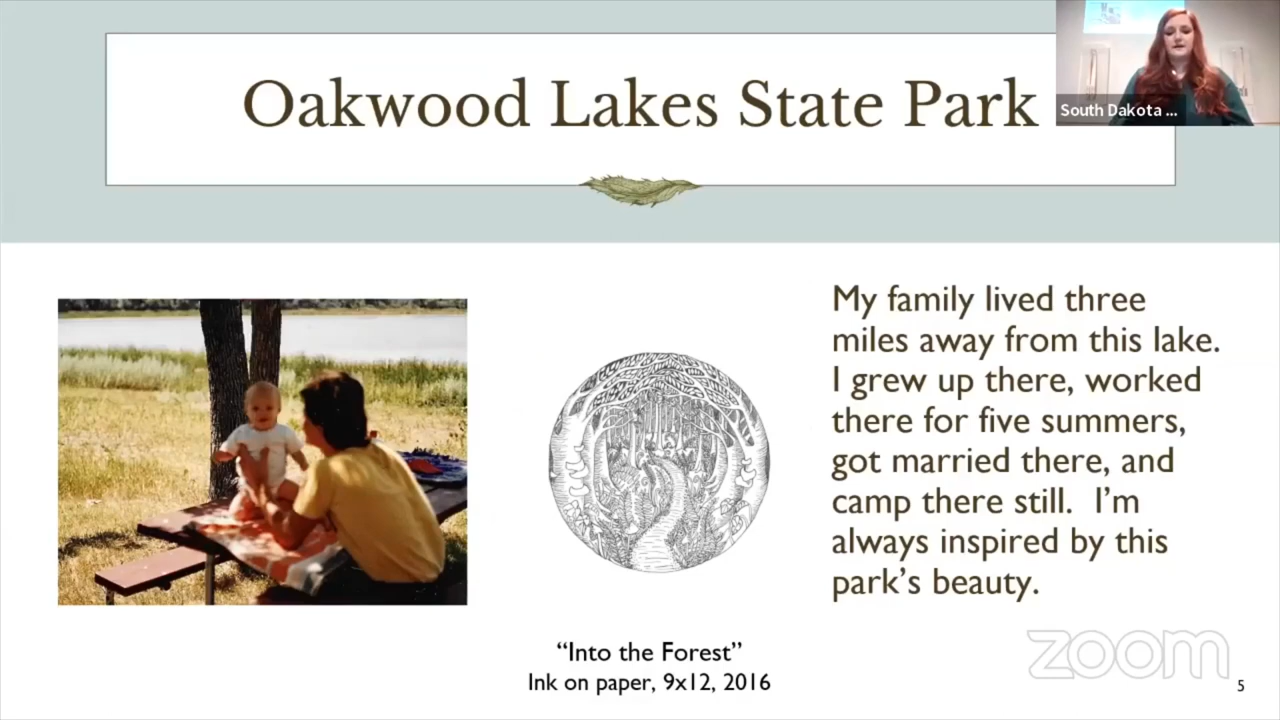 Oakwood Lakes State Park
South Dakota ...
My family lived three
miles away from this lake.
I grew up there, worked
there for five summers,
got married there, and
camp there still.  I’m
always inspired by this
park’s beauty.
“Into the Forest”
Ink on paper, 9x12, 2016
zoom
5